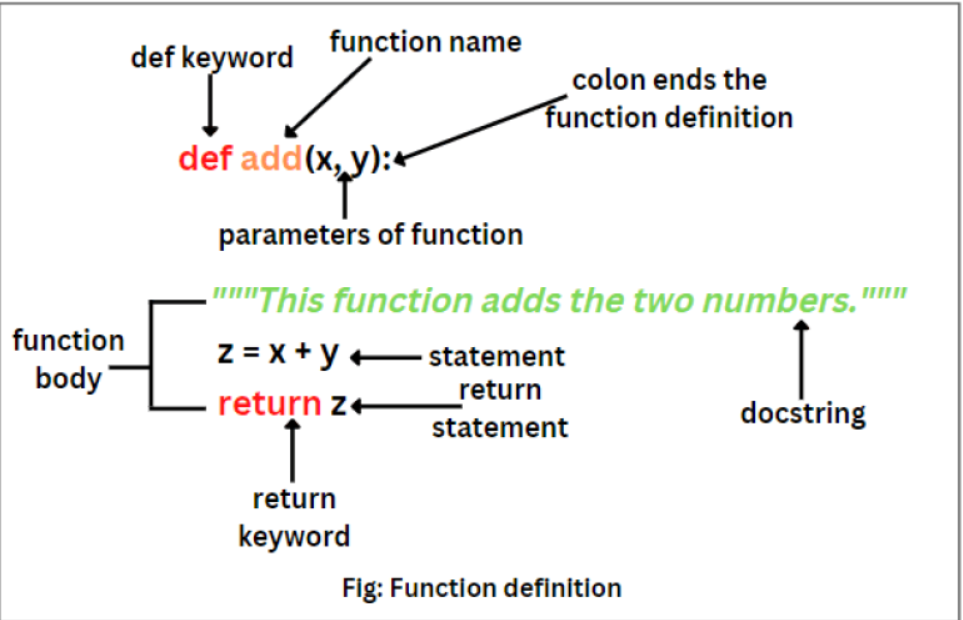 def keyword
function name
colon ends the
function definition
def add(x, y):
parameters of function
"""This function adds the two numbers."""
function
body
z = x + y
statement
return z
return
statement
docstring
return
keyword
Fig: Function definition